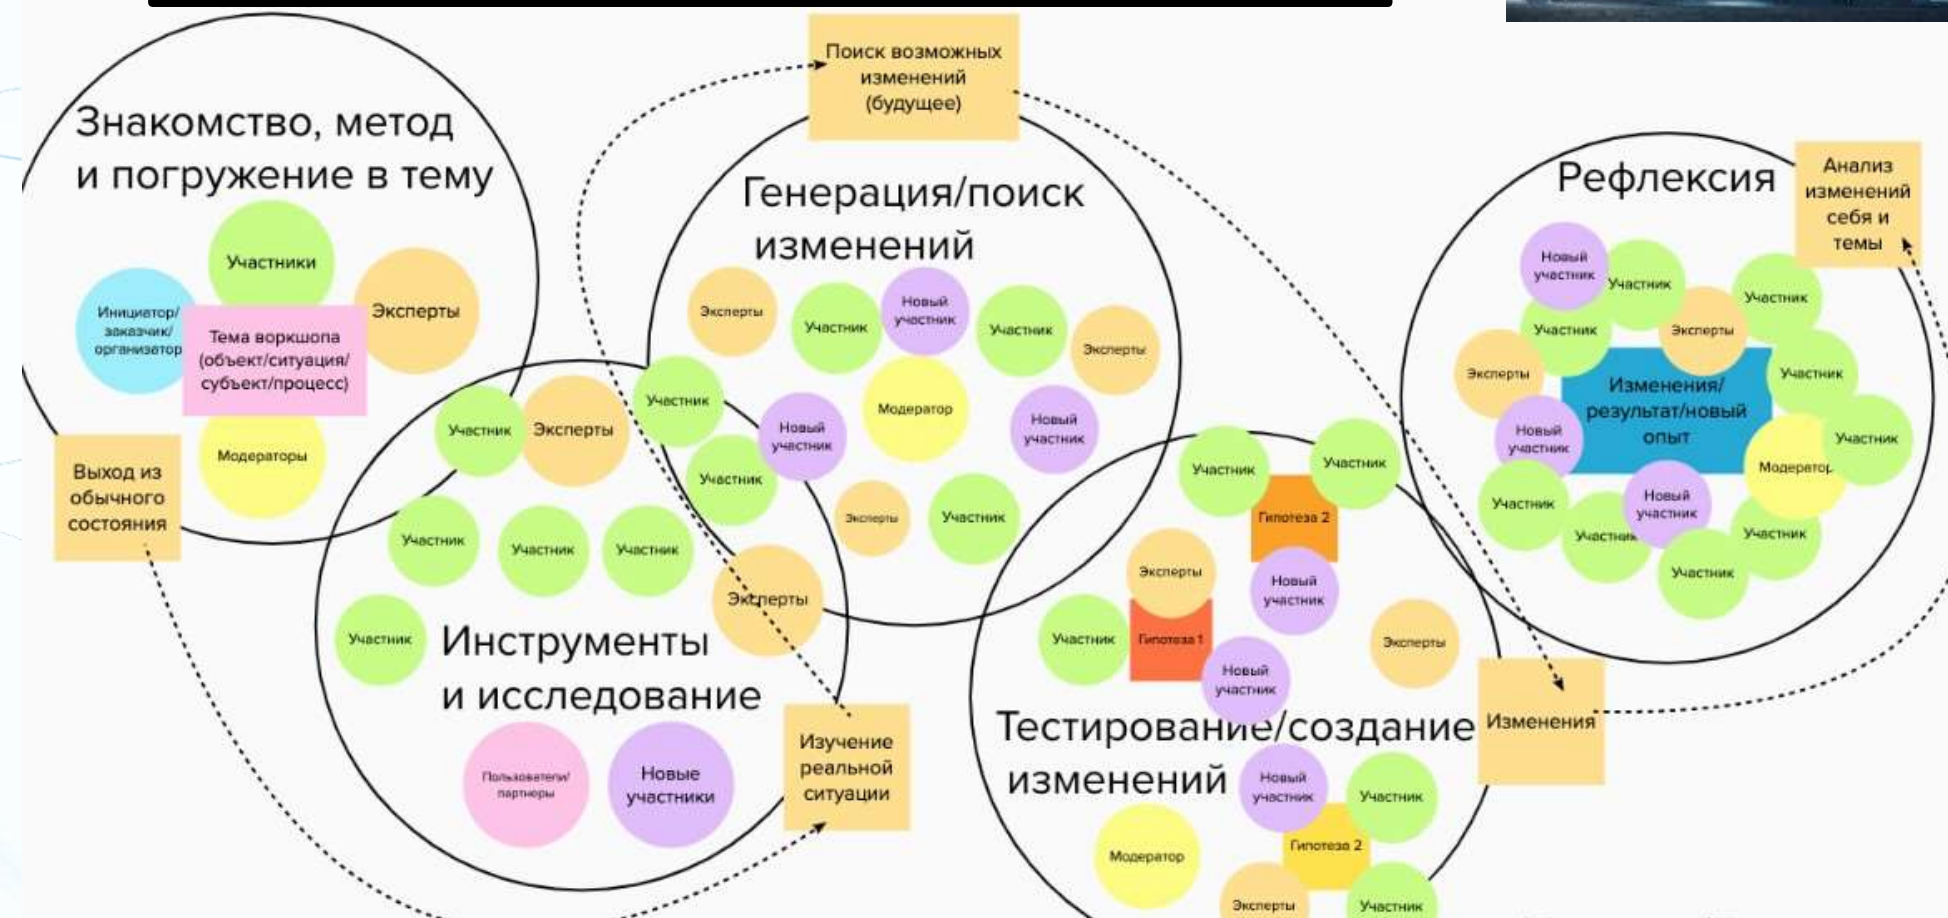 Знакомство, метод
и погружение в тему
Участники
Инициатор/
заказчик/
организатор
Тема воркшопа
(объект/ситуация/
субъект/процесс)
Эксперты
Модераторы
Выход из
обычного
состояния
Участник
Эксперты
Участник
Участник
Участник
Участник
Участник
Участник
Новый
участник
Эксперты
Инструменты
и исследование
Пользователи/
партнеры
Новые
участники
Изучение
реальной
ситуации
Поиск возможных
изменений
(будущее)
Генерация/поиск
изменений
Эксперты
Участник
Новый
участник
Участник
Эксперты
Модератор
Новый
участник
Эксперты
Участник
Участник
Участник
Гипотеза 2
Эксперты
Новый
участник
Участник
Гипотеза 1
Эксперты
Новый
участник
Тестирование/создание
изменений
Новый
участник
Участник
Модератор
Гипотеза 2
Эксперты
Участник
Изменения
Рефлексия
Анализ
изменений
себя и
темы
Новый
участник
Участник
Участник
Участник
Эксперты
Эксперты
Изменения/
результат/новый
опыт
Участник
Новый
участник
Модератор
Участник
Участник
Новый
участник
Участник
Участник
Участник